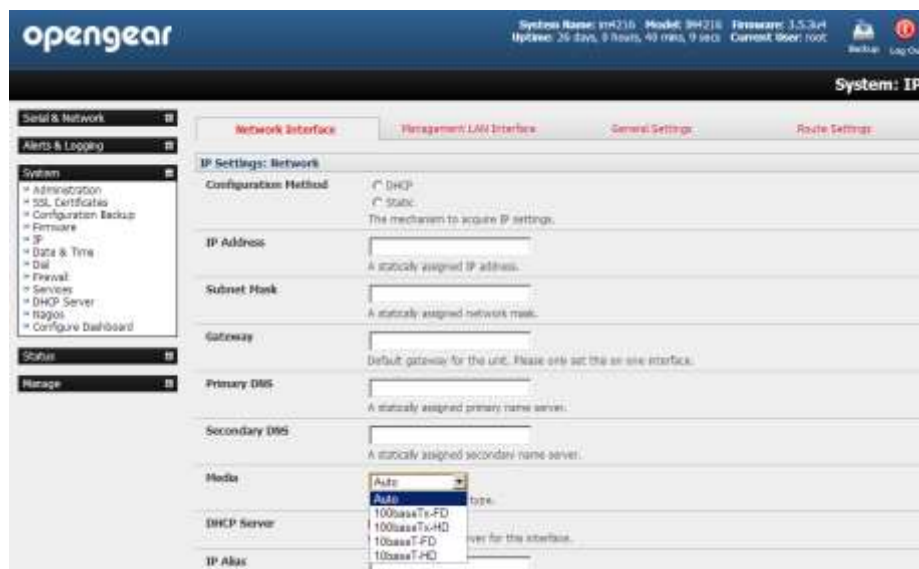 opengear
System Name: im4216 Model: IM4216 Firmware: 3.5.3u4
Uptime: 26 days, 0 hours, 40 mins, 9 secs Current User: root
Backup
Log Ou
System: IP
Serial & Network
Alerts & Logging
System
Administration
SSL Certificates
Configuration Backup
Firmware
IP
Date & Time
Dial
Firewall
Services
DHCP Server
Nagios
Configure Dashboard
Status
Manage
Network Interface
Management LAN Interface
General Settings
Route Settings
IP Settings: Network
Configuration Method
DHCP
Static
The mechanism to acquire IP settings.
IP Address
A statically assigned IP address.
Subnet Mask
A statically assigned network mask.
Gateway
Default gateway for the unit. Please only set this on one interface.
Primary DNS
A statically assigned primary name server.
Secondary DNS
A statically assigned secondary name server.
Media
Auto
Auto
type.
100baseTx-FD
100baseTx-HD
10baseT-FD
10baseT-HD
DHCP Server
ver for this interface.
IP Alias